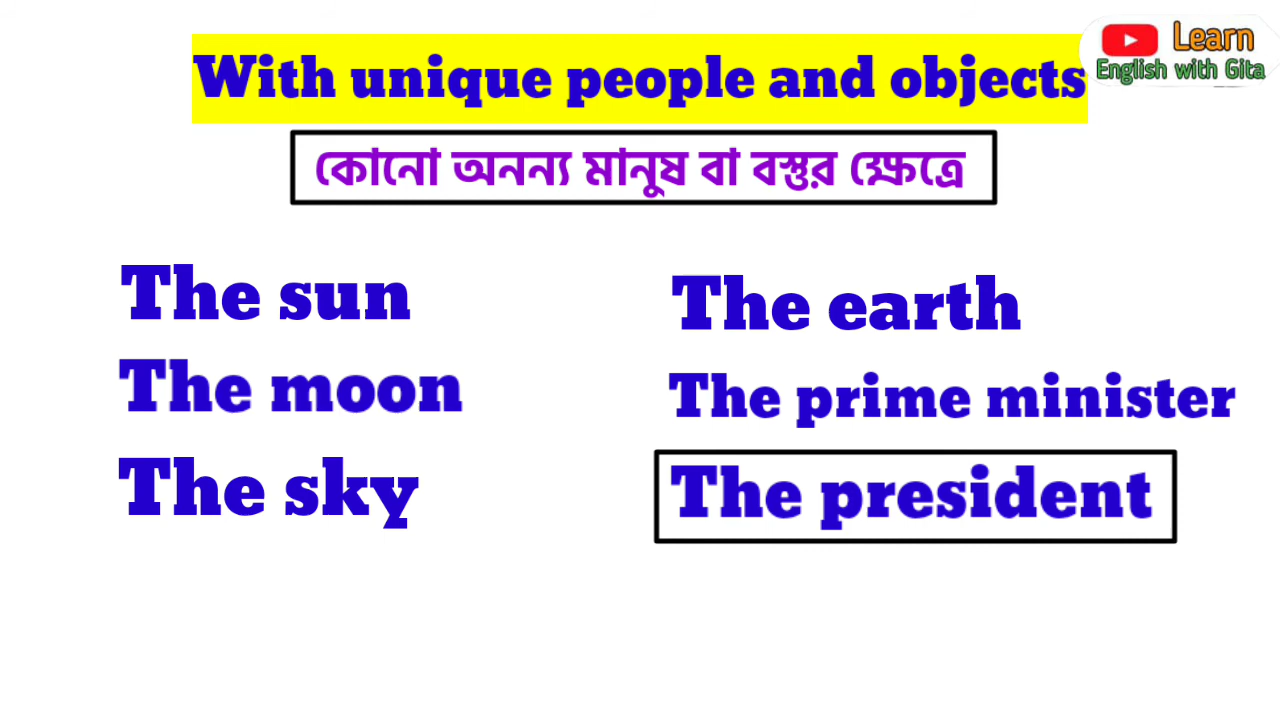 With unique people and objects
Learn
English with Gita
কোনো অনন্য মানুষ বা বস্তুর ক্ষেত্রে
The sun
The moon
The sky
The earth
The prime minister
The president